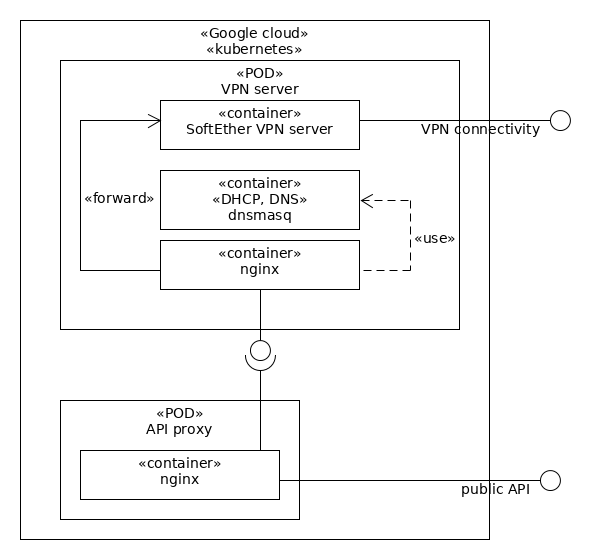 «Google cloud»
«kubernetes»
«POD»
VPN server
«container»
SoftEther VPN server
VPN connectivity
«container»
«DHCP, DNS»
dnsmasq
«forward»
«use»
«container»
nginx
«POD»
API proxy
«container»
nginx
public API